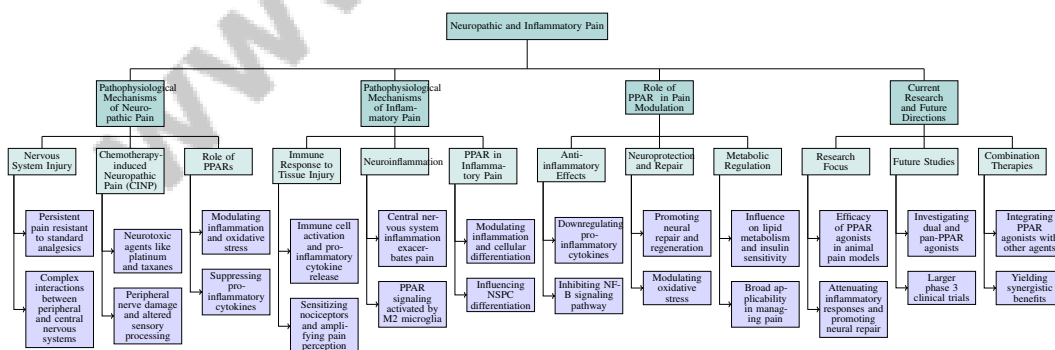 Neuropathic and Inflammatory Pain
Pathophysiological
Mechanisms
of Neuro-
pathic Pain
Pathophysiological
Mechanisms
of Inflam-
matory Pain
Role of
PPAR in Pain
Modulation
Current
Research
and Future
Directions
Nervous
System Injury
Chemotherapy-
induced
Neuropathic
Pain (CINP)
Role of
PPARs
Immune
Response to
Tissue Injury
Neuroinflammation
PPAR in
Inflamma-
tory Pain
Anti-
inflammatory
Effects
Neuroprotection
and Repair
Metabolic
Regulation
Research
Focus
Future Studies
Combination
Therapies
Persistent
pain resistant
to standard
analgesics
Neurotoxic
agents like
platinum
and taxanes
Modulating
inflammation
and oxidative
stress
Immune cell
activation
and pro-
inflammatory
cytokine
release
Central ner-
vous system
inflammation
exacer-
bates pain
Modulating
inflammation
and cellular
differentiation
Downregulating
pro-
inflammatory
cytokines
Promoting
neural
repair and
regeneration
Influence
on lipid
metabolism
and insulin
sensitivity
Efficacy
of PPAR
agonists
in animal
pain models
Investigating
dual and
pan-PPAR
agonists
Integrating
PPAR
agonists with
other agents
Complex
interactions
between
peripheral
and central
nervous
systems
Peripheral
nerve damage
and altered
sensory
processing
Suppressing
pro-
inflammatory
cytokines
Sensitizing
nociceptors
and ampli-
fying pain
perception
PPAR
signaling
activated by
M2 microglia
Influencing
NSPC
differentiation
Inhibiting NF-
B signaling
pathway
Modulating
oxidative
stress
Broad ap-
plicability
in manag-
ing pain
Attenuating
inflammatory
responses and
promoting
neural repair
Larger
phase 3
clinical trials
Yielding
synergistic
benefits
www